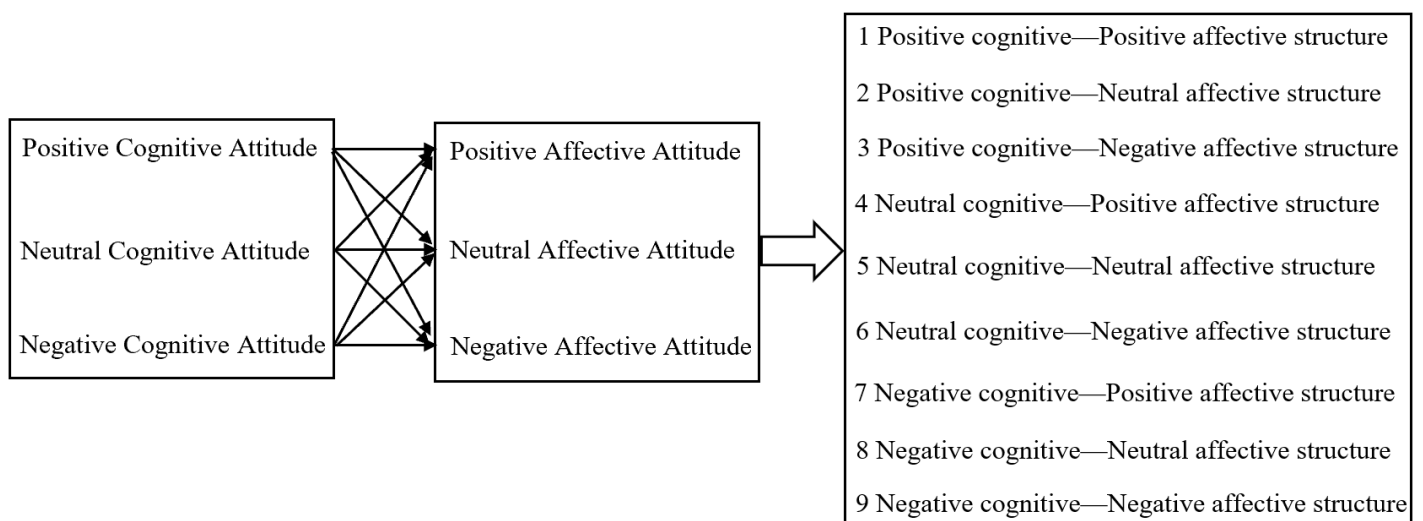 Positive Cognitive Attitude
Neutral Cognitive Attitude
Negative Cognitive Attitude
Positive Affective Attitude
Neutral Affective Attitude
Negative Affective Attitude
1 Positive cognitive—Positive affective structure
2 Positive cognitive—Neutral affective structure
3 Positive cognitive—Negative affective structure
4 Neutral cognitive—Positive affective structure
5 Neutral cognitive—Neutral affective structure
6 Neutral cognitive—Negative affective structure
7 Negative cognitive—Positive affective structure
8 Negative cognitive—Neutral affective structure
9 Negative cognitive—Negative affective structure